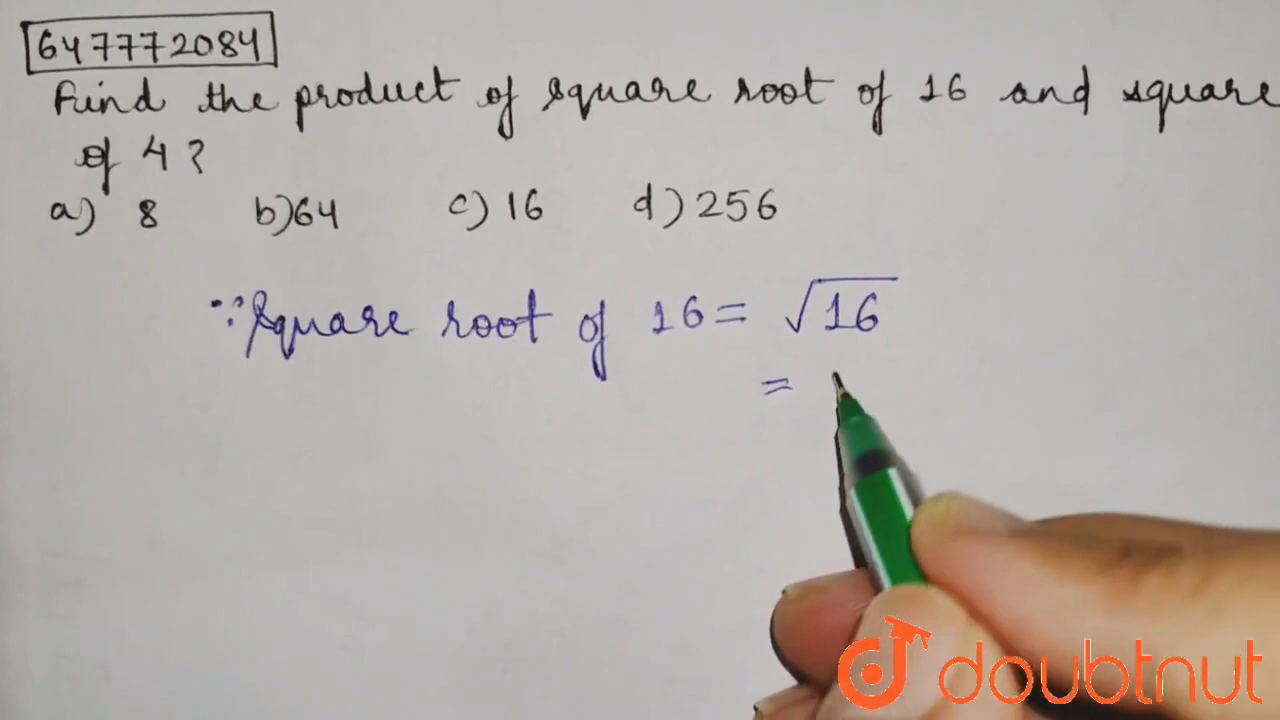 647772084
Find the product of square root of 16 and square
of 4?
a) 8 b) 64 c) 16 d) 256
∵ Square root of 16 = √16
=
doubtnut